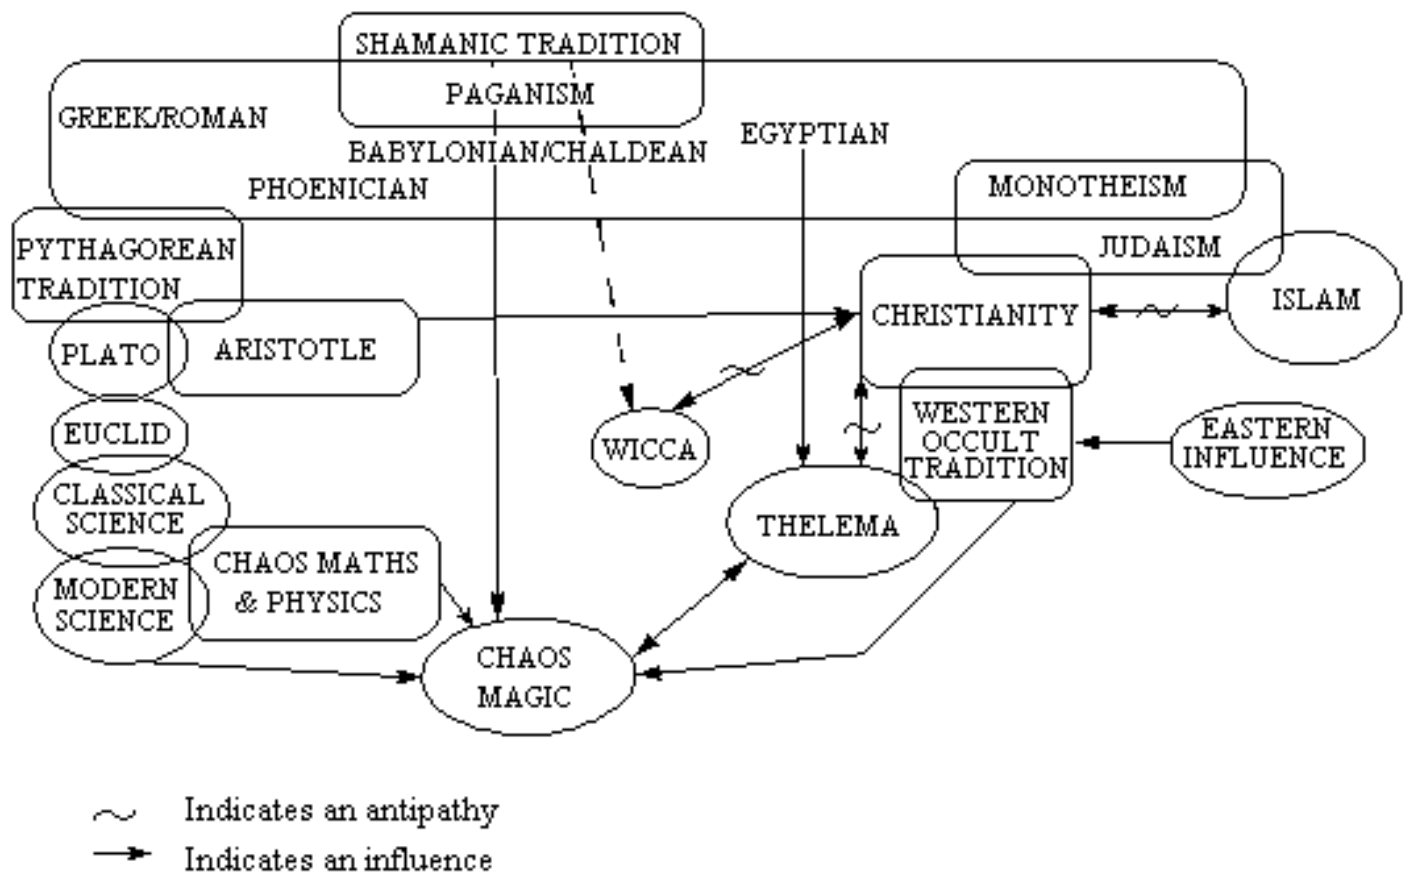 SHAMANIC TRADITION
PAGANISM
GREEK/ROMAN
EGYPTIAN
BABYLONIAN/CHALDEAN
PHOENICIAN
MONOTHEISM
JUDAISM
PYTHAGOREAN
TRADITION
ISLAM
CHRISTIANITY
PLATO
ARISTOTLE
WESTERN
OCCULT
TRADITION
EASTERN
INFLUENCE
EUCLID
WICCA
CLASSICAL
SCIENCE
THELEMA
CHAOS MATHS
& PHYSICS
MODERN
SCIENCE
CHAOS
MAGIC
Indicates an antipathy
Indicates an influence